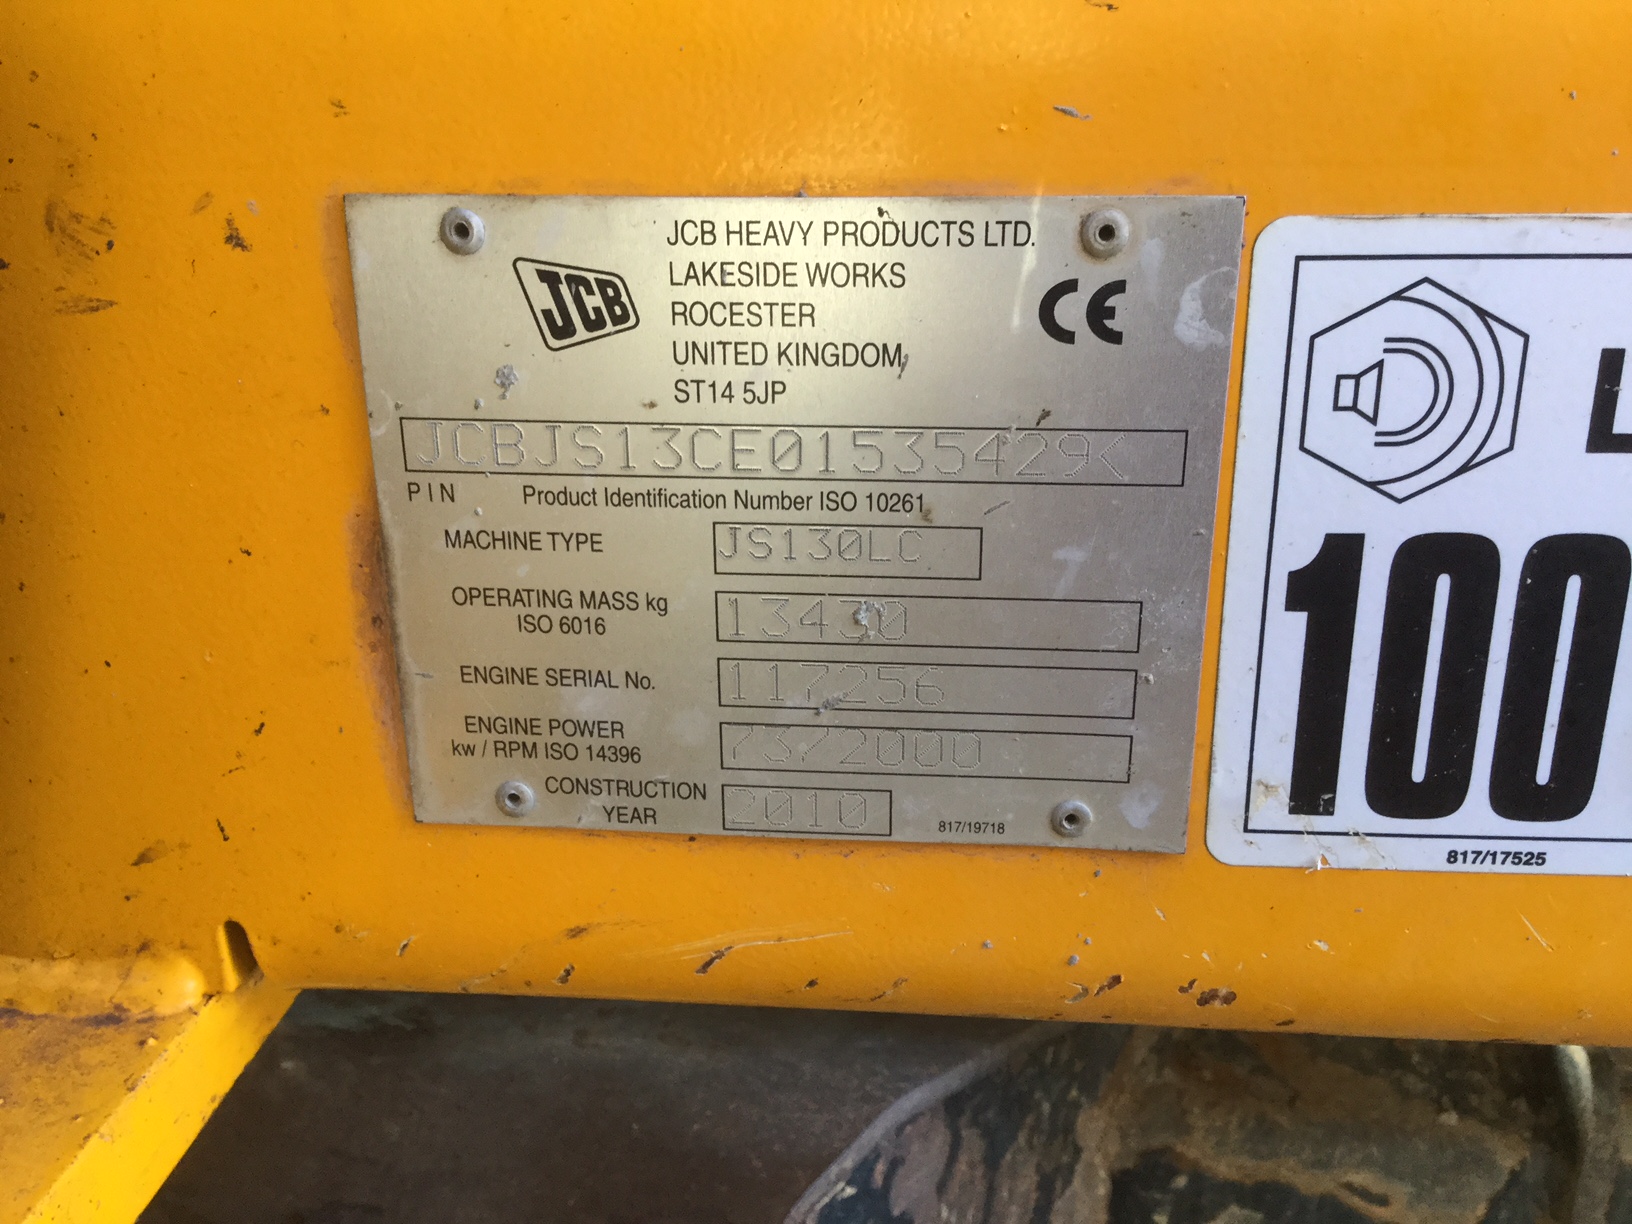 JCB HEAVY PRODUCTS LTD.
LAKESIDE WORKS
ROCESTER
UNITED KINGDOM,
ST14 5JP
JCB
CE
JCBJS13CE01535429<
PIN Product Identification Number ISO 10261
MACHINE TYPE JS130LC
OPERATING MASS kg
ISO 6016
13430
ENGINE SERIAL No. 117256
ENGINE POWER
kw / RPM ISO 14396
73/2000
CONSTRUCTION
YEAR
2010
817/19718
L
100
817/17525